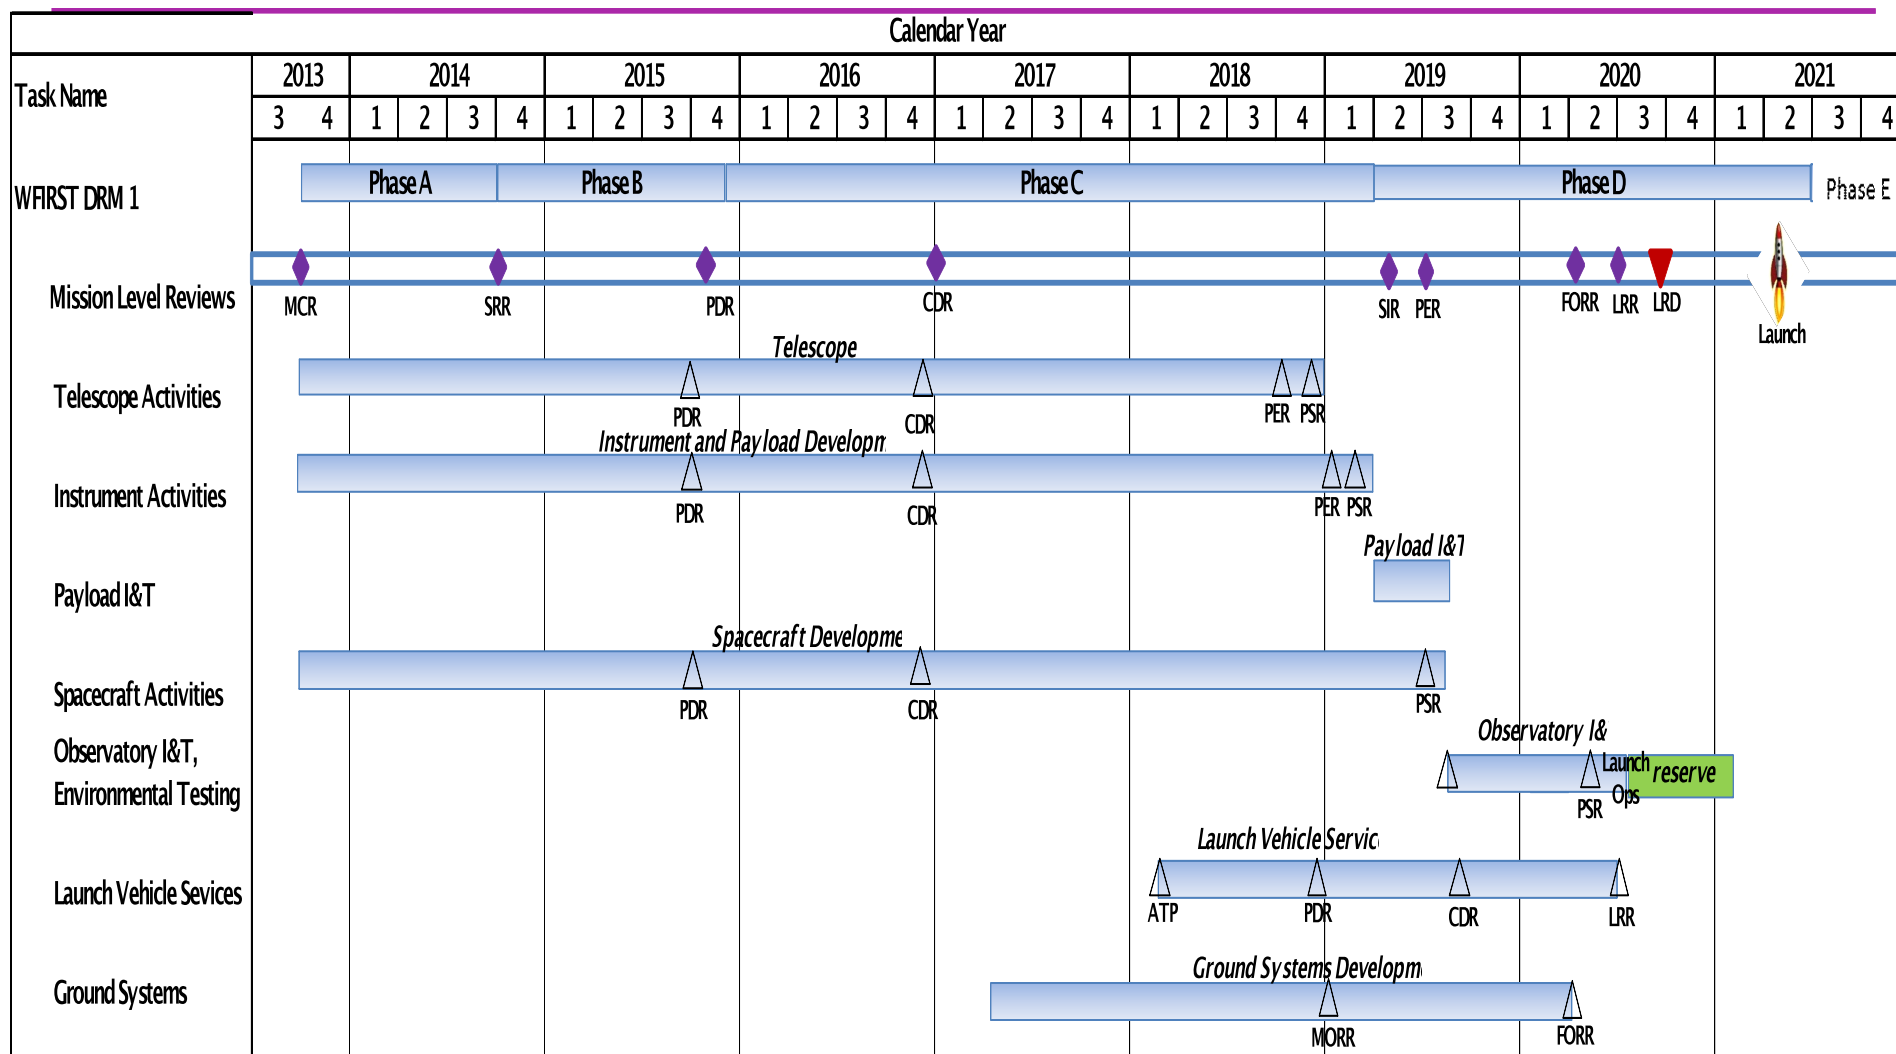 Calendar Year
Task Name
2013 2014 2015 2016 2017 2018 2019 2020 2021
3 4 1 2 3 4 1 2 3 4 1 2 3 4 1 2 3 4 1 2 3 4 1 2 3 4 1 2 3 4 1 2 3 4
WFIRST DRM 1
Phase A Phase B Phase C Phase D Phase E
Mission Level Reviews
MCR SRR PDR CDR SIR PER FORR LRR LRD
Launch
Telescope
Telescope Activities
PDR CDR PER PSR
Instrument and Payload Developm
Instrument Activities
PDR CDR PER PSR
Payload I&T
Payload I&T
Spacecraft Developme
Spacecraft Activities
PDR CDR PSR
Observatory I&
Observatory I&T,
Environmental Testing
Launch
Ops
reserve
PSR
Launch Vehicle Servic
Launch Vehicle Sevices
ATP PDR CDR LRR
Ground Systems Developm
Ground Systems
MORR FORR